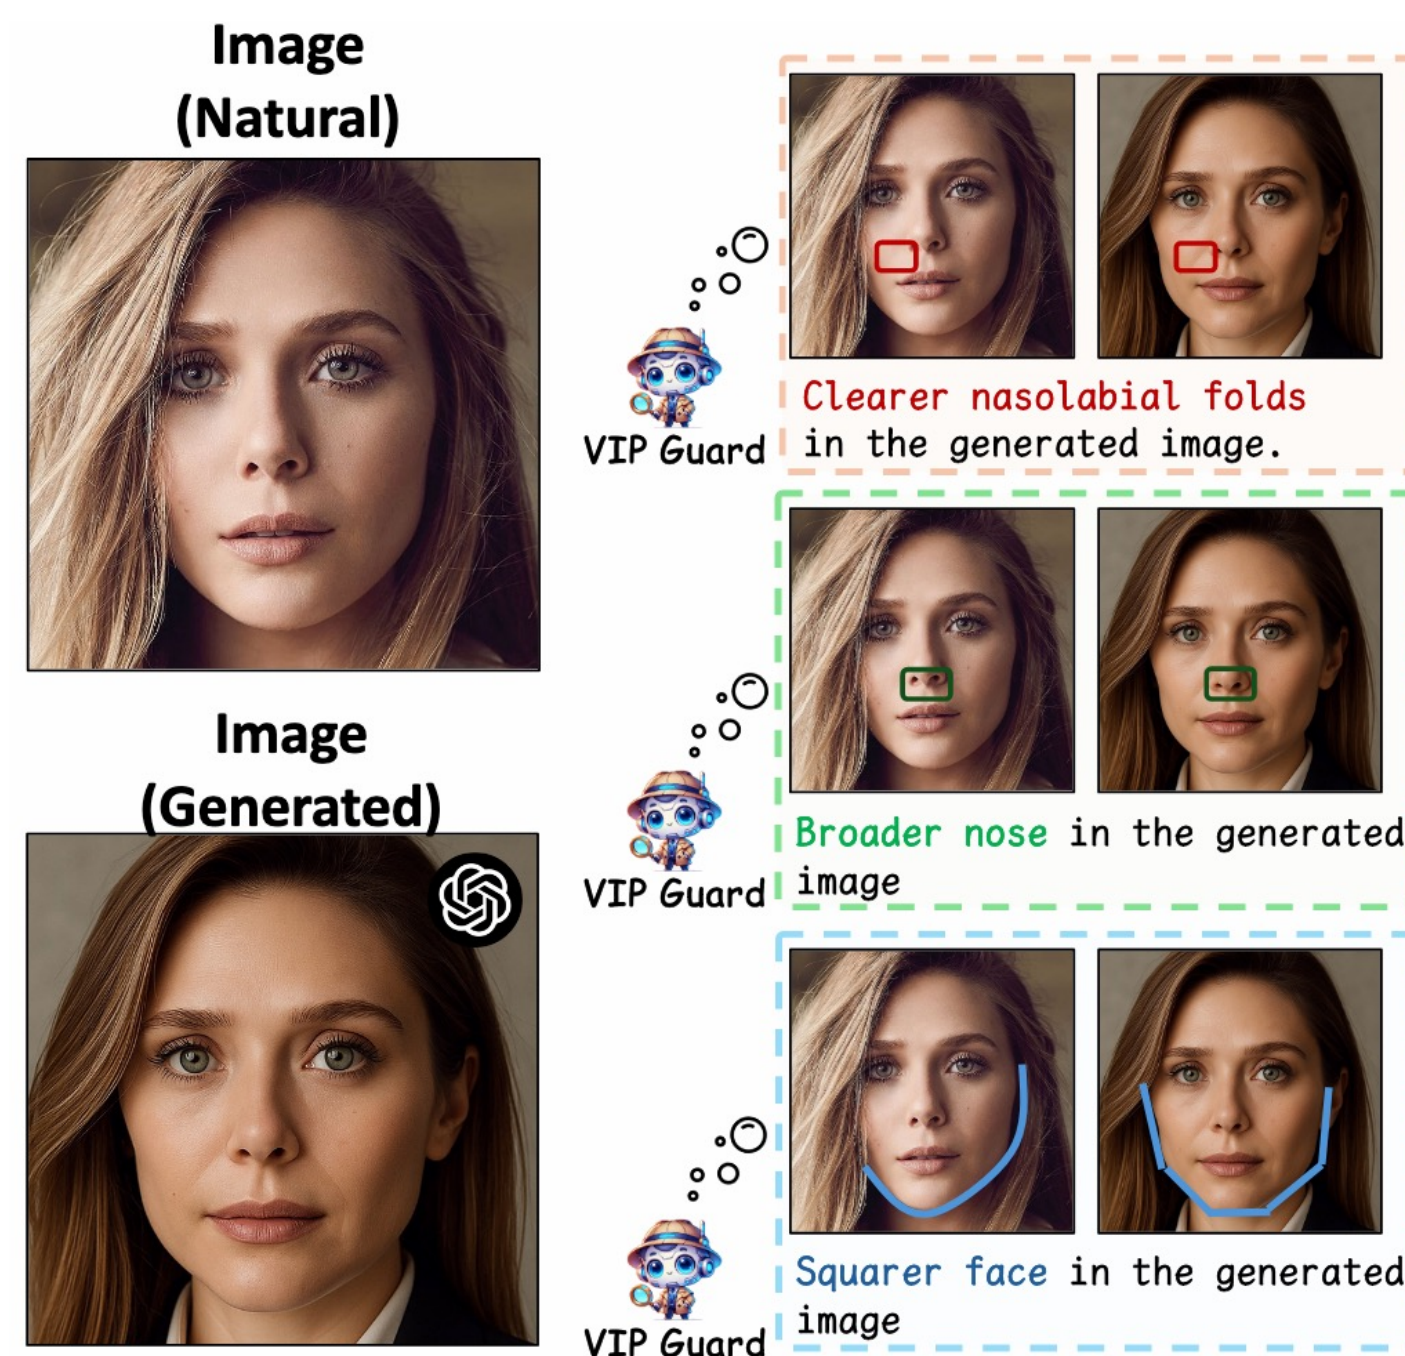 Image
(Natural)
Clearer nasolabial folds
in the generated image.
VIP Guard
Image
(Generated)
Broader nose in the generated
image
VIP Guard
Squarer face in the generated
image
VIP Guard